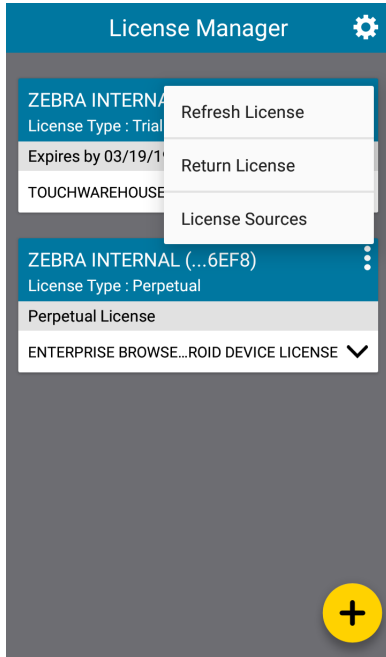 License Manager
ZEBRA INTERNA
License Type : Trial
Expires by 03/19/1
TOUCHWAREHOUSE
Refresh License
Return License
License Sources
ZEBRA INTERNAL (...6EF8)
License Type : Perpetual
Perpetual License
ENTERPRISE BROWSE...ROID DEVICE LICENSE